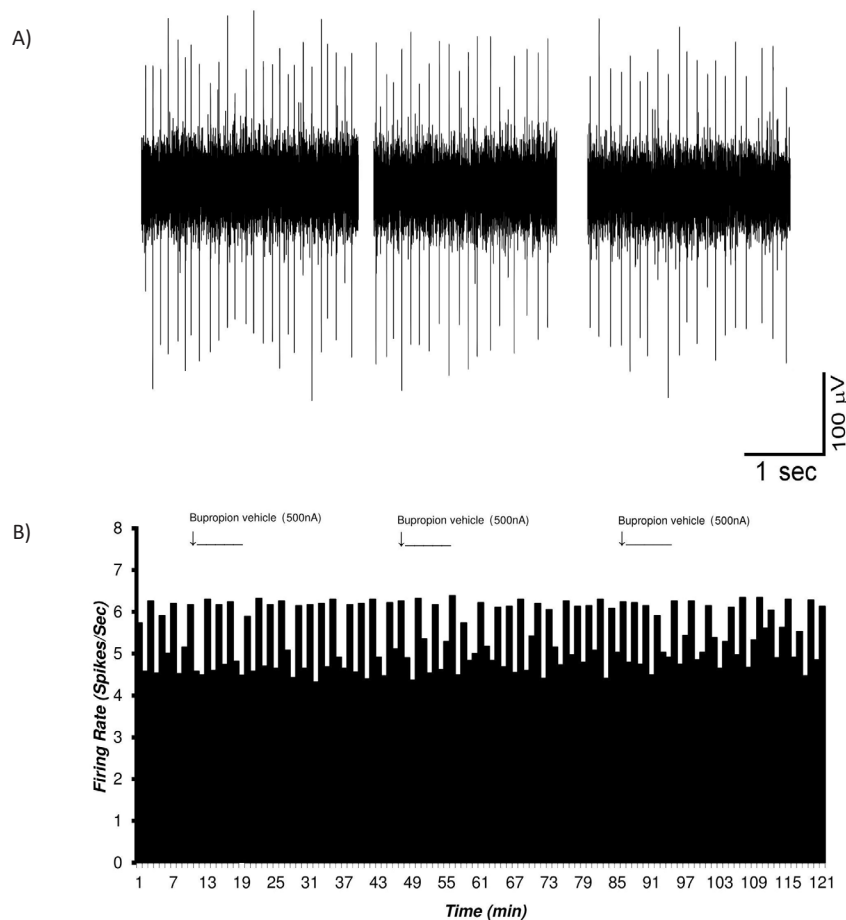 A)
100 µV
1 sec
B)
Bupropion vehicle (500nA)
Bupropion vehicle (500nA)
Bupropion vehicle (500nA)
8
7
6
5
4
3
2
1
0
Firing Rate (Spikes/Sec)
1 7 13 19 25 31 37 43 49 55 61 67 73 79 85 91 97 103 109 115 121
Time (min)